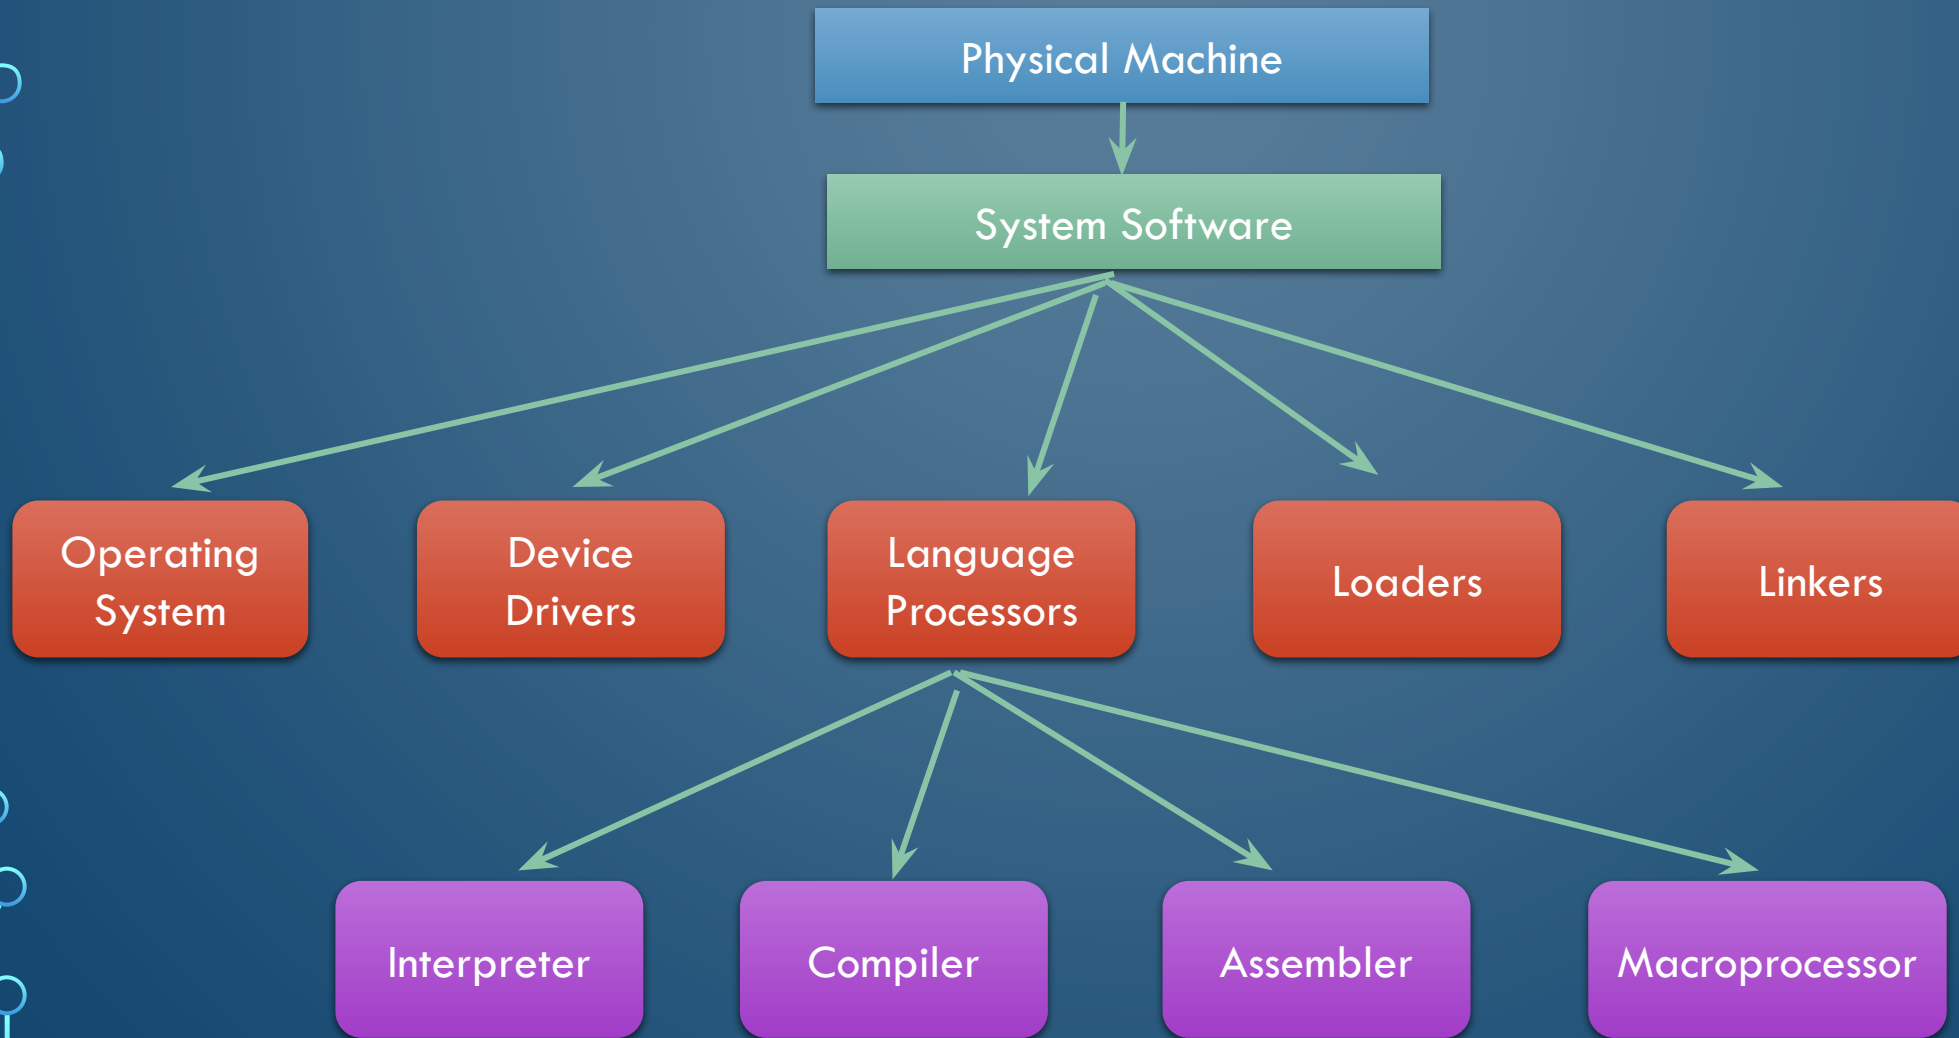 Physical Machine
System Software
Operating
System
Device
Drivers
Language
Processors
Loaders
Linkers
Interpreter
Compiler
Assembler
Macroprocessor